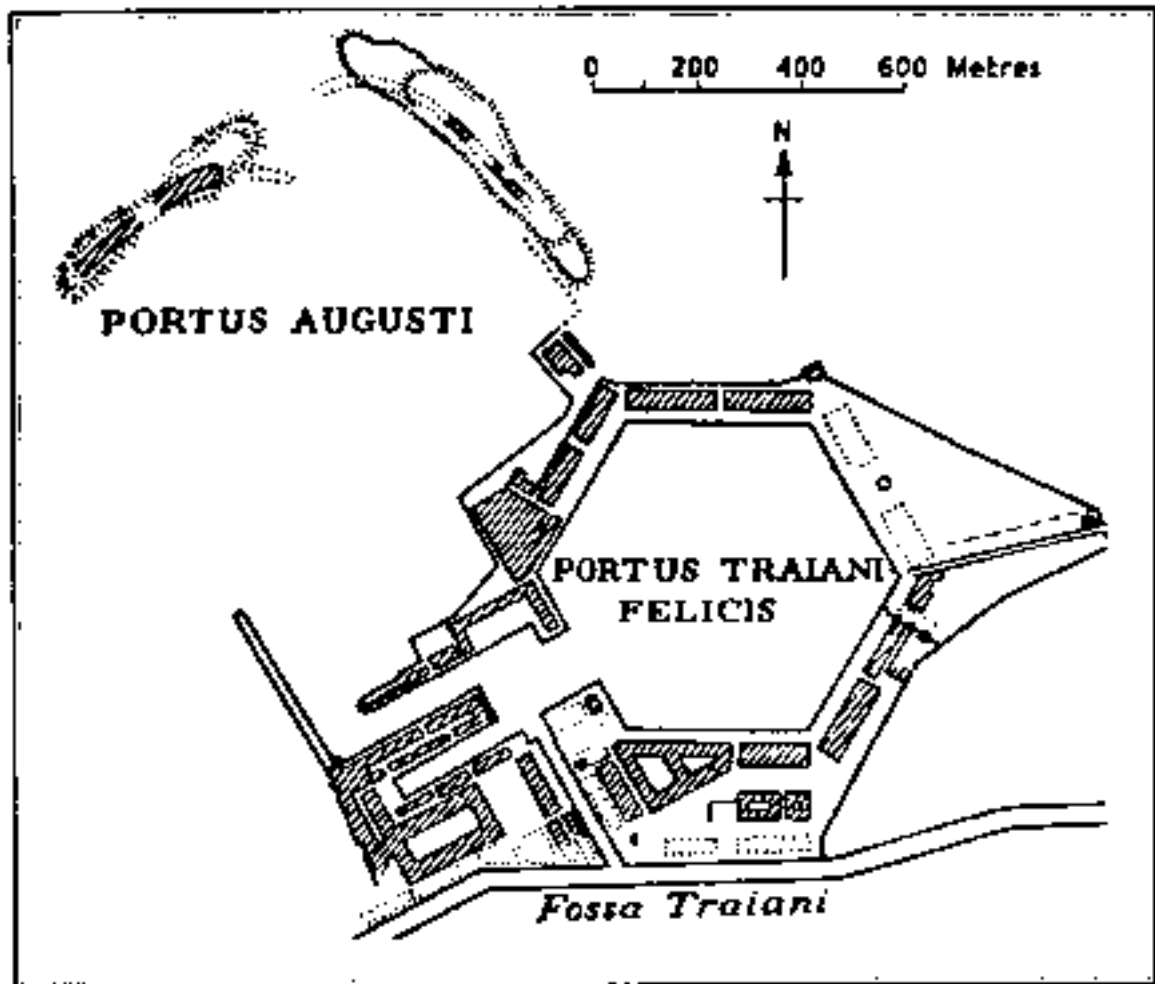 0 200 400 600 Metres
N
PORTUS AUGUSTI
PORTUS TRAIANI
FELICIS
Fossa Traiani